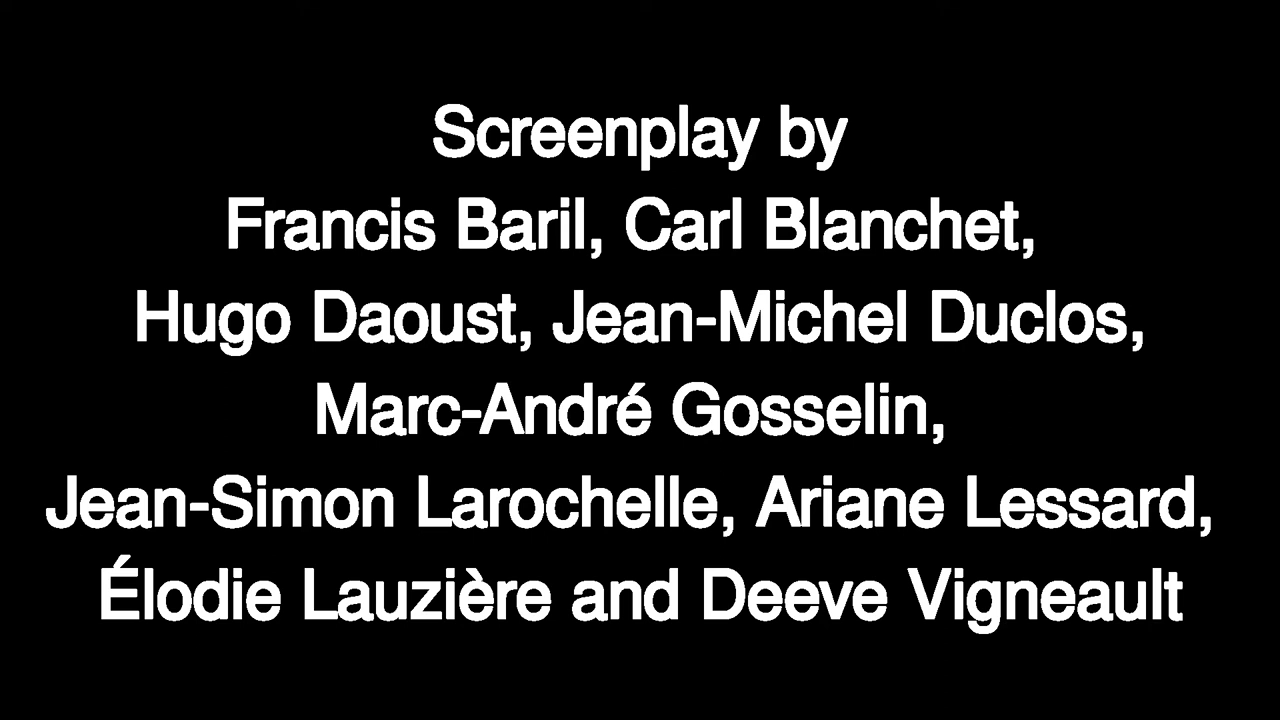 Screenplay by
Francis Baril, Carl Blanchet,
Hugo Daoust, Jean-Michel Duclos,
Marc-André Gosselin,
Jean-Simon Larochelle, Ariane Lessard,
Élodie Lauzière and Deeve Vigneault